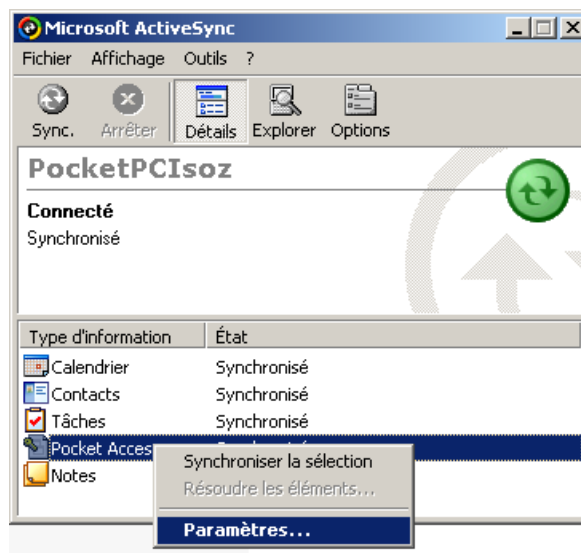 Microsoft ActiveSync
Fichier Affichage Outils ?
Sync. Arrêter Détails Explorer Options
PocketPCIsoz
Connecté
Synchronisé
Type d'information État
Calendrier Synchronisé
Contacts Synchronisé
Tâches Synchronisé
Pocket Acces
Notes
Synchroniser la sélection
Résoudre les éléments...
Paramètres...